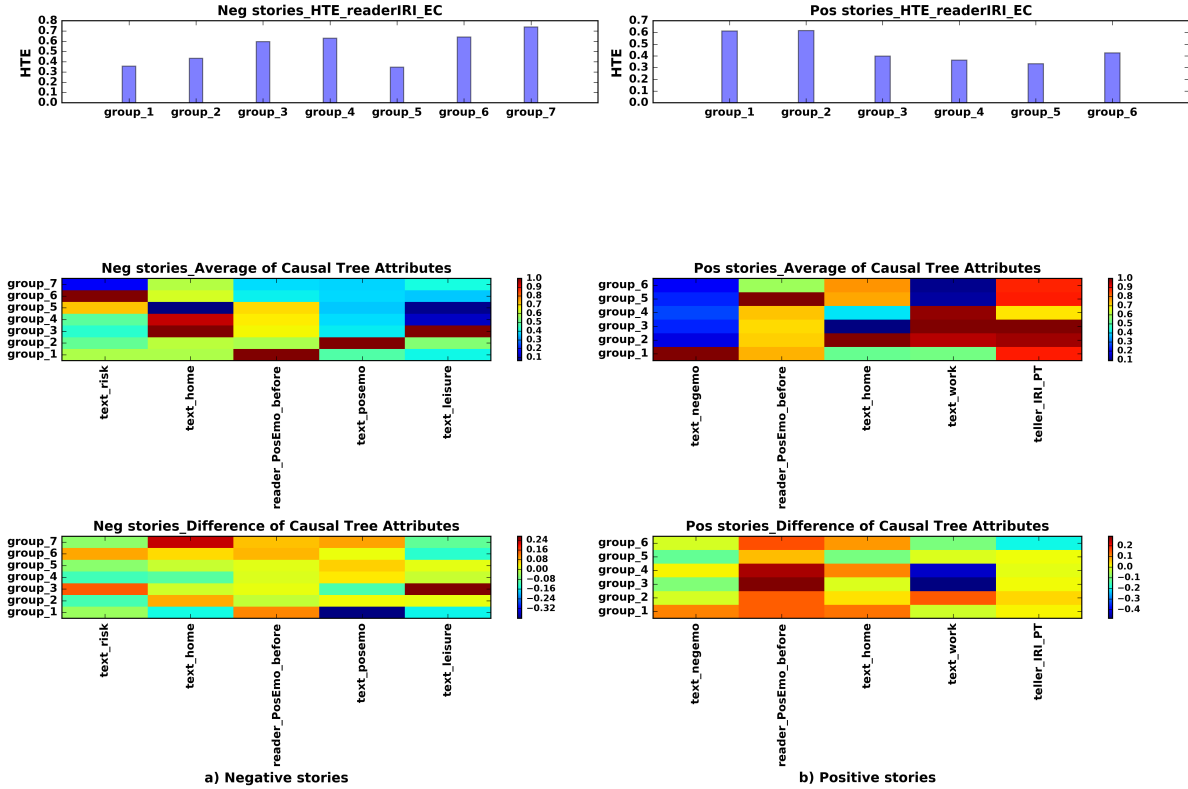 Neg stories_HTE_readerIRI_EC
HTE
0.8
0.7
0.6
0.5
0.4
0.3
0.2
0.1
0.0
group_1 group_2 group_3 group_4 group_5 group_6 group_7
Pos stories_HTE_readerIRI_EC
HTE
0.7
0.6
0.5
0.4
0.3
0.2
0.1
0.0
group_1 group_2 group_3 group_4 group_5 group_6
Neg stories_Average of Causal Tree Attributes
group_7
group_6
group_5
group_4
group_3
group_2
group_1
text_risk
text_home
reader_PosEmo_before
text_posemo
text_leisure
1.0
0.9
0.8
0.7
0.6
0.5
0.4
0.3
0.2
0.1
Pos stories_Average of Causal Tree Attributes
group_6
group_5
group_4
group_3
group_2
group_1
text_negemo
reader_PosEmo_before
text_home
text_work
teller_IRI_PT
1.0
0.9
0.8
0.7
0.6
0.5
0.4
0.3
0.2
0.1
Neg stories_Difference of Causal Tree Attributes
group_7
group_6
group_5
group_4
group_3
group_2
group_1
text_risk
text_home
reader_PosEmo_before
text_posemo
text_leisure
0.24
0.16
0.08
0.00
−0.08
−0.16
−0.24
−0.32
Pos stories_Difference of Causal Tree Attributes
group_6
group_5
group_4
group_3
group_2
group_1
text_negemo
reader_PosEmo_before
text_home
text_work
teller_IRI_PT
0.2
0.1
0.0
−0.1
−0.2
−0.3
−0.4
a) Negative stories
b) Positive stories